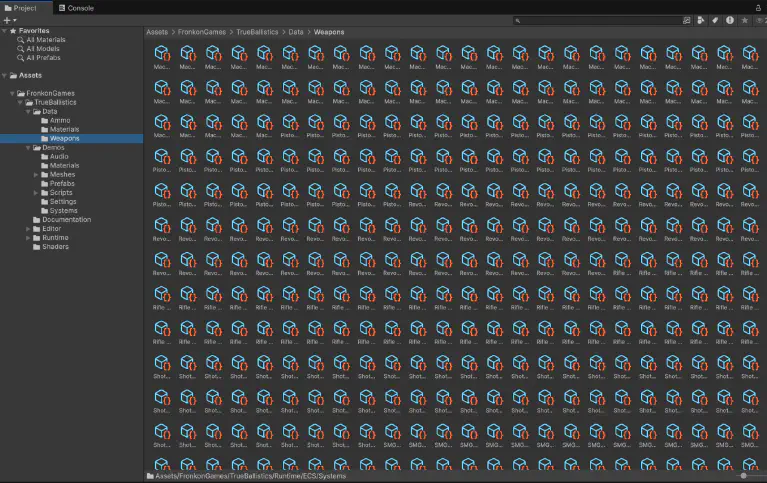 Project
Console
Favorites
All Materials
All Models
All Prefabs
Assets
FronkonGames
TrueBallistics
Data
Ammo
Materials
Weapons
Demos
Audio
Materials
Meshes
Prefabs
Scripts
Settings
Systems
Documentation
Editor
Runtime
Shaders
Assets > FronkonGames > TrueBallistics > Data > Weapons
Mac... Mac... Mac... Mac... Mac... Mac... Mac... Mac... Mac... Mac... Mac... Mac... Mac... Mac... Mac... Mac... Mac... Mac... Mac... Mac... Mac... Mac... Mac... Mac...
Mac... Mac... Mac... Mac... Mac... Mac... Mac... Mac... Mac... Mac... Mac... Mac... Mac... Mac... Mac... Mac... Mac... Mac... Mac... Mac... Mac... Mac... Mac... Mac...
Mac... Mac... Mac... Mac... Mac... Mac... Mac... Mac... Mac... Mac... Mac... Mac... Pisto... Pisto... Pisto... Pisto... Pisto... Pisto... Pisto... Pisto... Pisto... Pisto... Pisto... Pisto...
Pisto... Pisto... Pisto... Pisto... Pisto... Pisto... Pisto... Pisto... Pisto... Pisto... Pisto... Pisto... Pisto... Pisto... Pisto... Pisto... Pisto... Pisto... Pisto... Pisto... Pisto... Pisto... Pisto... Pisto...
Pisto... Pisto... Pisto... Pisto... Pisto... Pisto... Pisto... Pisto... Pisto... Pisto... Pisto... Pisto... Pisto... Pisto... Revo... Revo... Revo... Revo... Revo... Revo... Revo... Revo... Revo... Revo...
Revo... Revo... Revo... Revo... Revo... Revo... Revo... Revo... Revo... Revo... Revo... Revo... Revo... Revo... Revo... Revo... Revo... Revo... Revo... Revo... Revo... Revo... Revo... Revo...
Revo... Revo... Revo... Revo... Revo... Revo... Revo... Revo... Revo... Revo... Revo... Revo... Revo... Revo... Revo... Revo... Revo... Revo... Rifle ... Rifle ... Rifle ... Rifle ... Rifle ... Rifle ...
Rifle ... Rifle ... Rifle ... Rifle ... Rifle ... Rifle ... Rifle ... Rifle ... Rifle ... Rifle ... Rifle ... Rifle ... Rifle ... Rifle ... Rifle ... Rifle ... Rifle ... Rifle ... Rifle ... Rifle ... Rifle ... Rifle ... Rifle ... Rifle ...
Rifle ... Rifle ... Rifle ... Rifle ... Rifle ... Rifle ... Rifle ... Rifle ... Rifle ... Rifle ... Rifle ... Rifle ... Rifle ... Rifle ... Rifle ... Rifle ... Rifle ... Rifle ... Rifle ... Rifle ... Rifle ... Rifle ... Rifle ... Rifle ...
Shot... Shot... Shot... Shot... Shot... Shot... Shot... Shot... Shot... Shot... Shot... Shot... Shot... Shot... Shot... Shot... Shot... Shot... Shot... Shot... Shot... Shot... Shot... Shot...
Shot... Shot... Shot... Shot... Shot... Shot... Shot... Shot... Shot... Shot... Shot... Shot... Shot... Shot... Shot... Shot... Shot... Shot... Shot... Shot... Shot... Shot... Shot... Shot...
Shot... Shot... Shot... Shot... Shot... Shot... Shot... Shot... Shot... SMG... SMG... SMG... SMG... SMG... SMG... SMG... SMG... SMG... SMG... SMG... SMG... SMG... SMG... SMG...
Assets/FronkonGames/TrueBallistics/Runtime/ECS/Systems